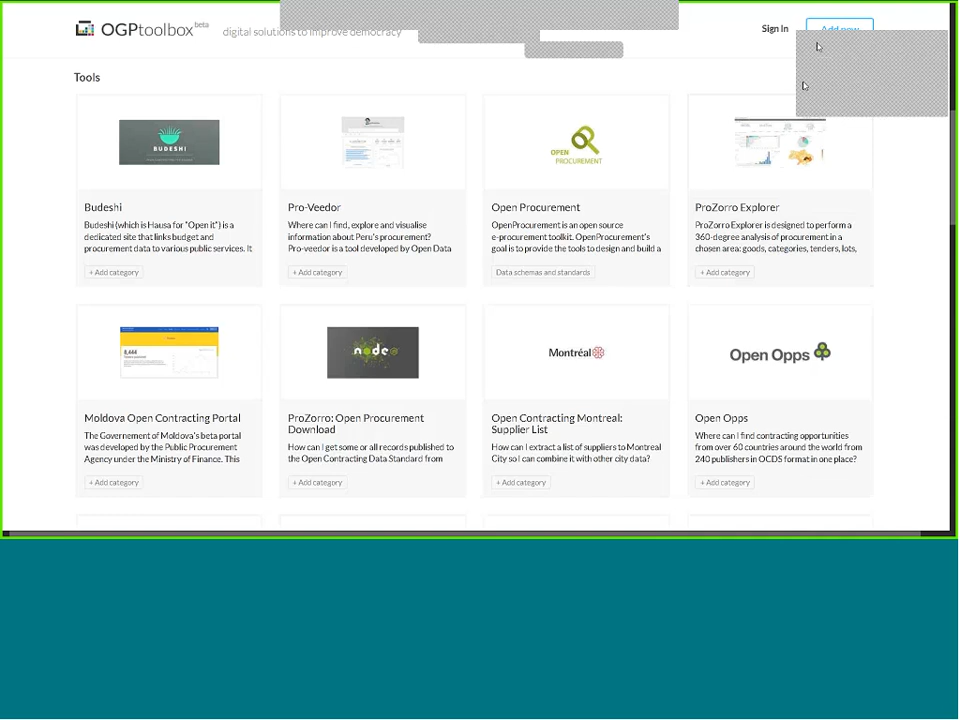 OGPtoolbox beta
digital solutions to improve democracy
Sign In
Add new
Tools
BUDESHI
OPEN
PROCUREMENT
Budeshi
Budeshi (which is Hausa for "Open it") is a
dedicated site that links budget and
procurement data to various public services. It
+ Add category
Pro-Veedor
Where can I find, explore and visualise
information about Peru's procurement?
Pro-veedor is a tool developed by Open Data
+ Add category
Open Procurement
OpenProcurement is an open source
e-procurement toolkit. OpenProcurement's
goal is to provide the tools to design and build a
Data schemas and standards
ProZorro Explorer
ProZorro Explorer is designed to perform a
360-degree analysis of procurement in a
chosen area: goods, categories, tenders, lots,
+ Add category
8,464
node
Montréal
Open Opps
Moldova Open Contracting Portal
The Governement of Moldova's beta portal
was developed by the Public Procurement
Agency under the Ministry of Finance. This
+ Add category
ProZorro: Open Procurement
Download
How can I get some or all records published to
the Open Contracting Data Standard from
+ Add category
Open Contracting Montreal:
Supplier List
How can I extract a list of suppliers to Montreal
City so I can combine it with other city data?
+ Add category
Open Opps
Where can I find contracting opportunities
from over 60 countries around the world from
240 publishers in OCDS format in one place?
+ Add category